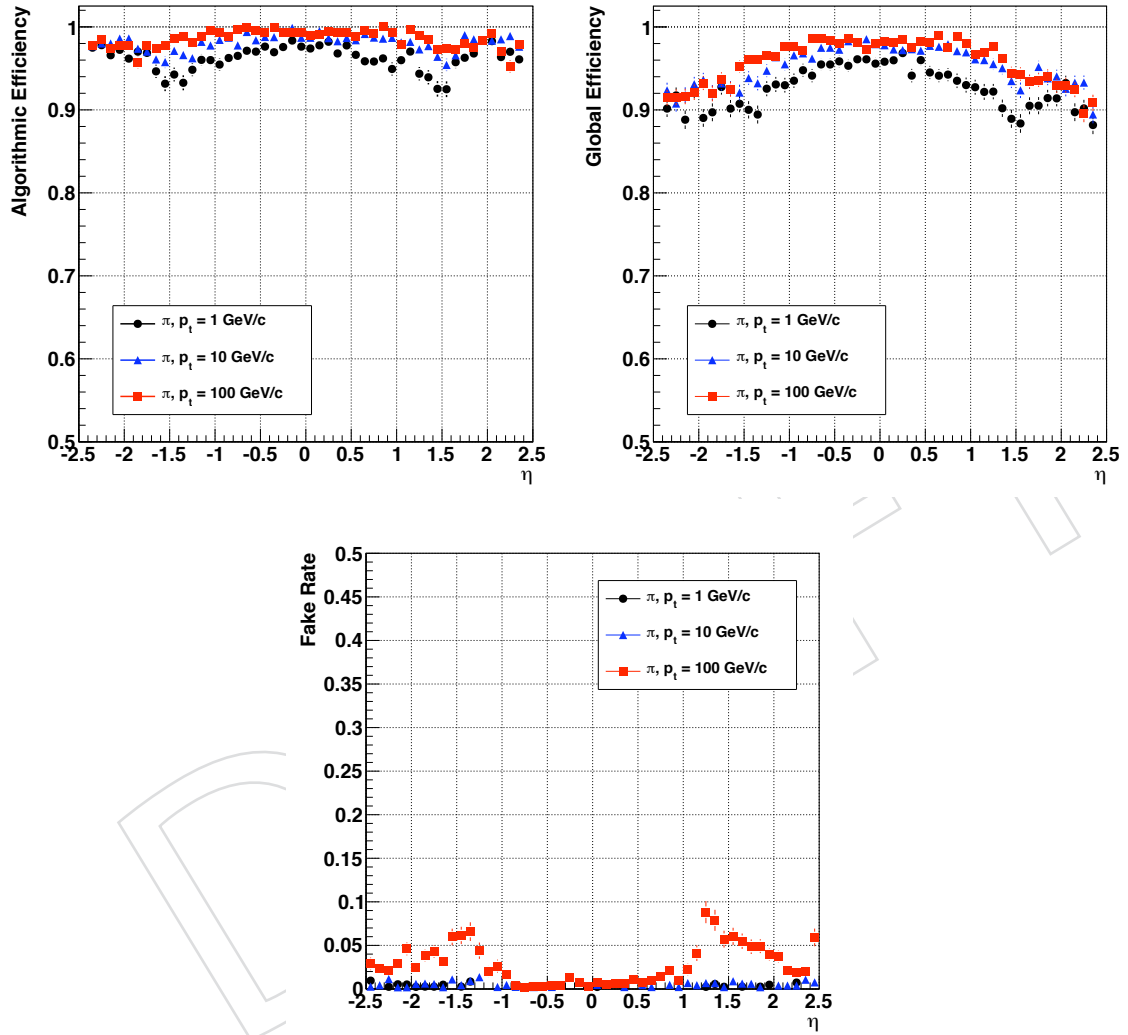 Algorithmic Efficiency
1
0.9
0.8
0.7
0.6
0.5
π, pt = 1 GeV/c
π, pt = 10 GeV/c
π, pt = 100 GeV/c
-2.5 -2 -1.5 -1 -0.5 0 0.5 1 1.5 2 2.5
η
Global Efficiency
1
0.9
0.8
0.7
0.6
0.5
π, pt = 1 GeV/c
π, pt = 10 GeV/c
π, pt = 100 GeV/c
-2.5 -2 -1.5 -1 -0.5 0 0.5 1 1.5 2 2.5
η
Fake Rate
0.5
0.45
0.4
0.35
0.3
0.25
0.2
0.15
0.1
0.05
0
π, pt = 1 GeV/c
π, pt = 10 GeV/c
π, pt = 100 GeV/c
-2.5 -2 -1.5 -1 -0.5 0 0.5 1 1.5 2 2.5
η